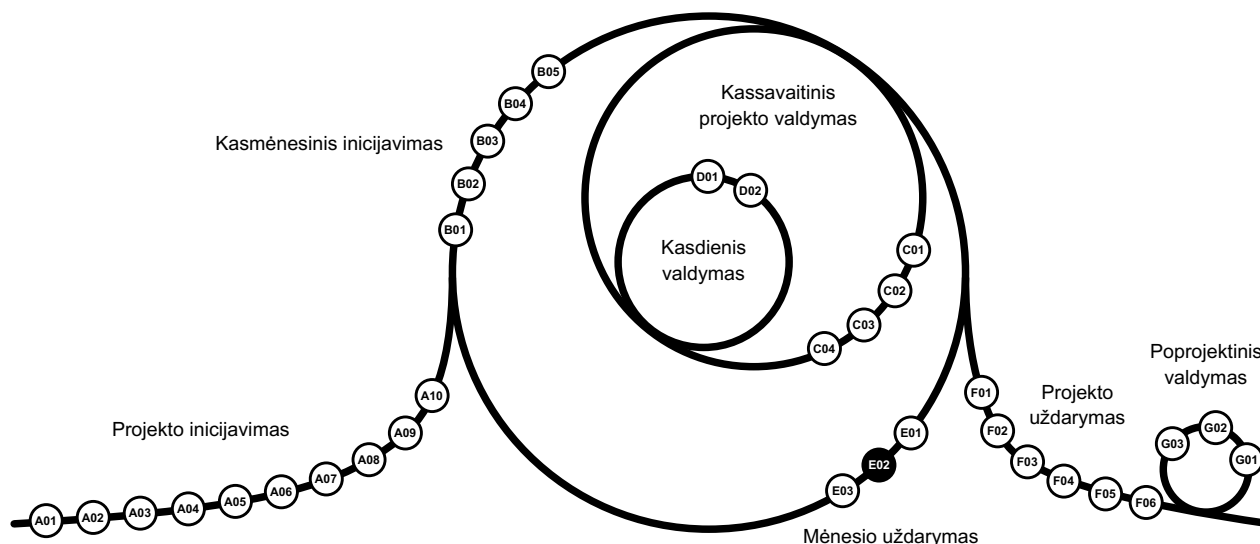 Projekto inicijavimas
A01
A02
A03
A04
A05
A06
A07
A08
A09
A10
Kasmėnesinis inicijavimas
B01
B02
B03
B04
B05
Kassavaitinis
projekto valdymas
C01
C02
C03
C04
Kasdienis
valdymas
D01
D02
Mėnesio uždarymas
E01
E02
E03
Projekto
uždarymas
F01
F02
F03
F04
F05
F06
Poprojektinis
valdymas
G01
G02
G03